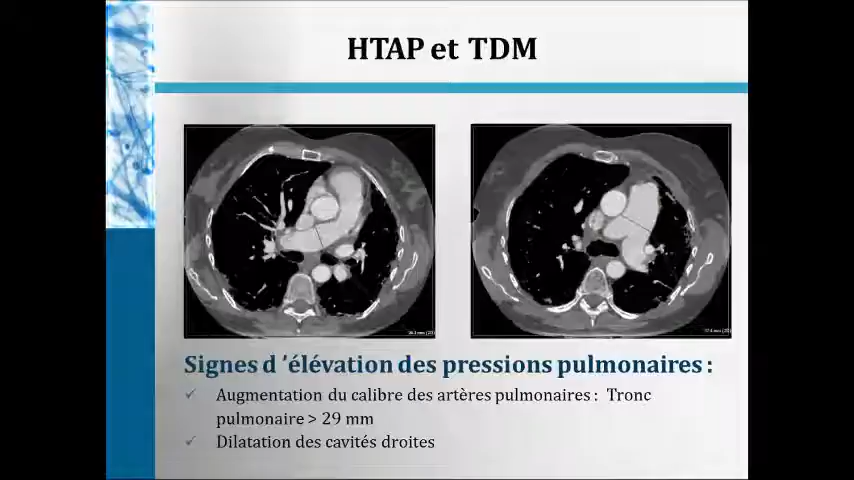 HTAP et TDM
Signes d ’élévation des pressions pulmonaires :
✓ Augmentation du calibre des artères pulmonaires : Tronc
pulmonaire > 29 mm
✓ Dilatation des cavités droites